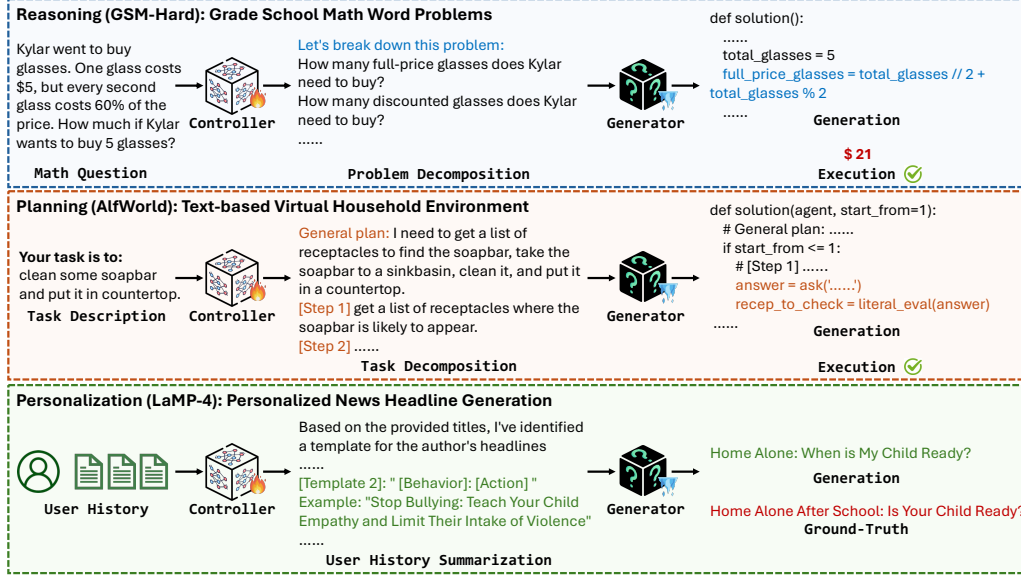 Reasoning (GSM-Hard): Grade School Math Word Problems
Kylar went to buy
glasses. One glass costs
$5, but every second
glass costs 60% of the
price. How much if Kylar
wants to buy 5 glasses?
Math Question
Controller
Let's break down this problem:
How many full-price glasses does Kylar
need to buy?
How many discounted glasses does Kylar
need to buy?
......
Problem Decomposition
Generator
def solution():
......
total_glasses = 5
full_price_glasses = total_glasses // 2 +
total_glasses % 2
......
Generation
$ 21
Execution
Planning (AlfWorld): Text-based Virtual Household Environment
Your task is to:
clean some soapbar
and put it in countertop.
Task Description
Controller
General plan: I need to get a list of
receptacles to find the soapbar, take the
soapbar to a sinkbasin, clean it, and put it
in a countertop.
[Step 1] get a list of receptacles where the
soapbar is likely to appear.
[Step 2] ......
Task Decomposition
Generator
def solution(agent, start_from=1):
# General plan: ......
if start_from <= 1:
# [Step 1] ......
answer = ask('......')
recep_to_check = literal_eval(answer)
......
Generation
Execution
Personalization (LaMP-4): Personalized News Headline Generation
User History
Controller
Based on the provided titles, I've identified
a template for the author's headlines
......
[Template 2]: " [Behavior]: [Action] "
Example: "Stop Bullying: Teach Your Child
Empathy and Limit Their Intake of Violence"
......
User History Summarization
Generator
Home Alone: When is My Child Ready?
Generation
Home Alone After School: Is Your Child Ready?
Ground-Truth